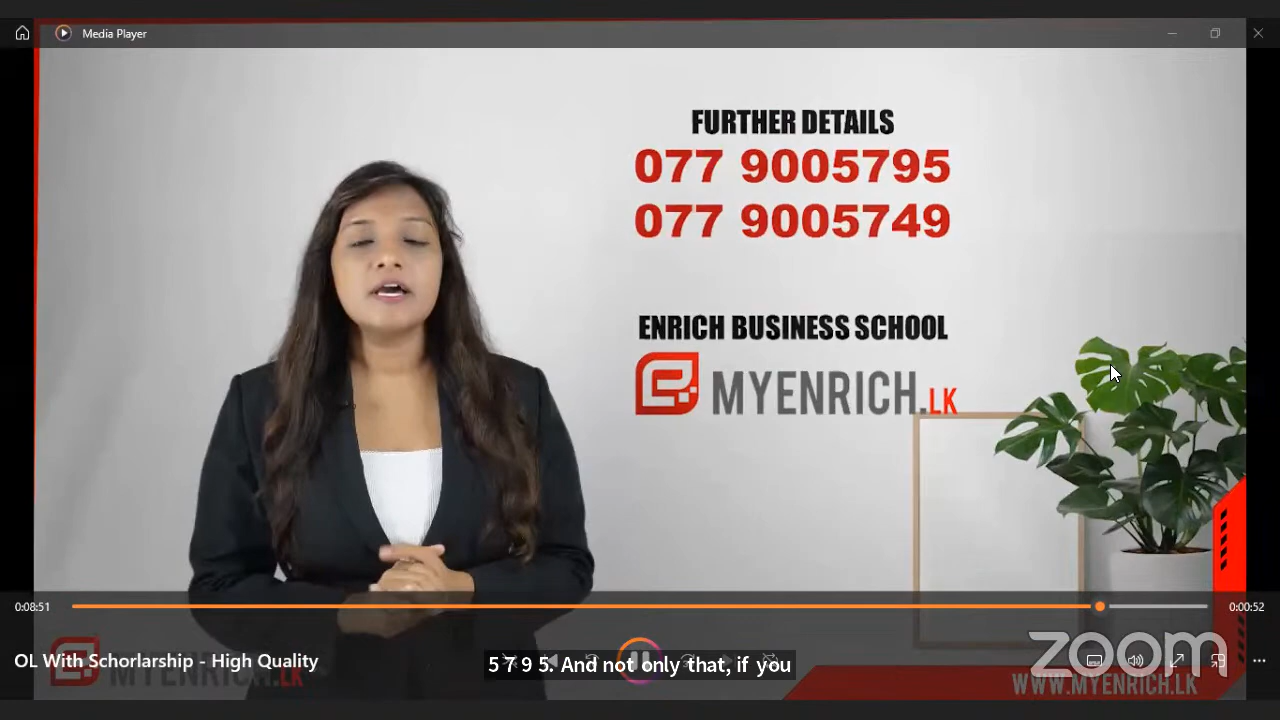 Media Player
FURTHER DETAILS
077 9005795
077 9005749
ENRICH BUSINESS SCHOOL
MYENRICH.LK
0:08:51
0:00:52
OL With Schorlarship - High Quality
MYENRICH.LK
5 7 9 5. And not only that, if you
zoom
WWW.MYENRICH.LK